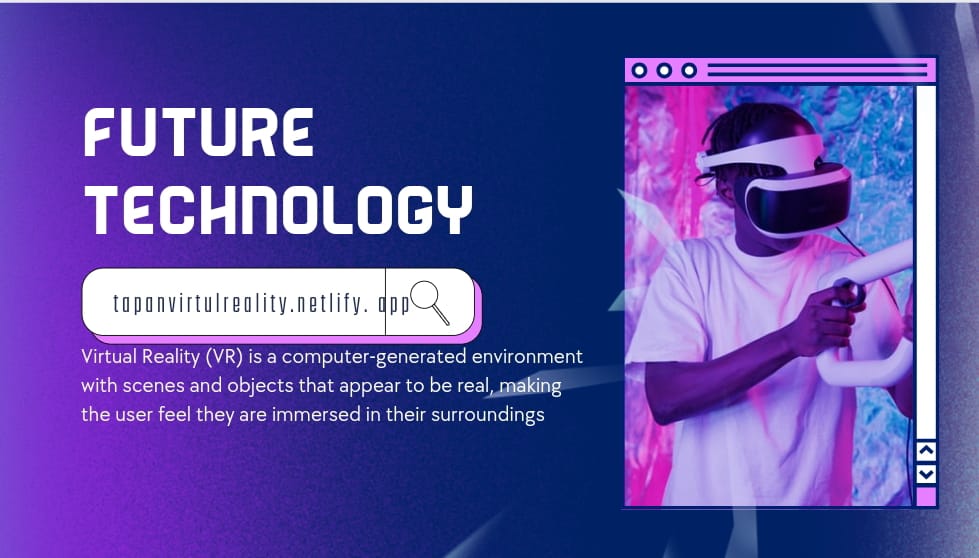 FUTURE
TECHNOLOGY
tapanvirtulreality.netlify. app
Virtual Reality (VR) is a computer-generated environment
with scenes and objects that appear to be real, making
the user feel they are immersed in their surroundings